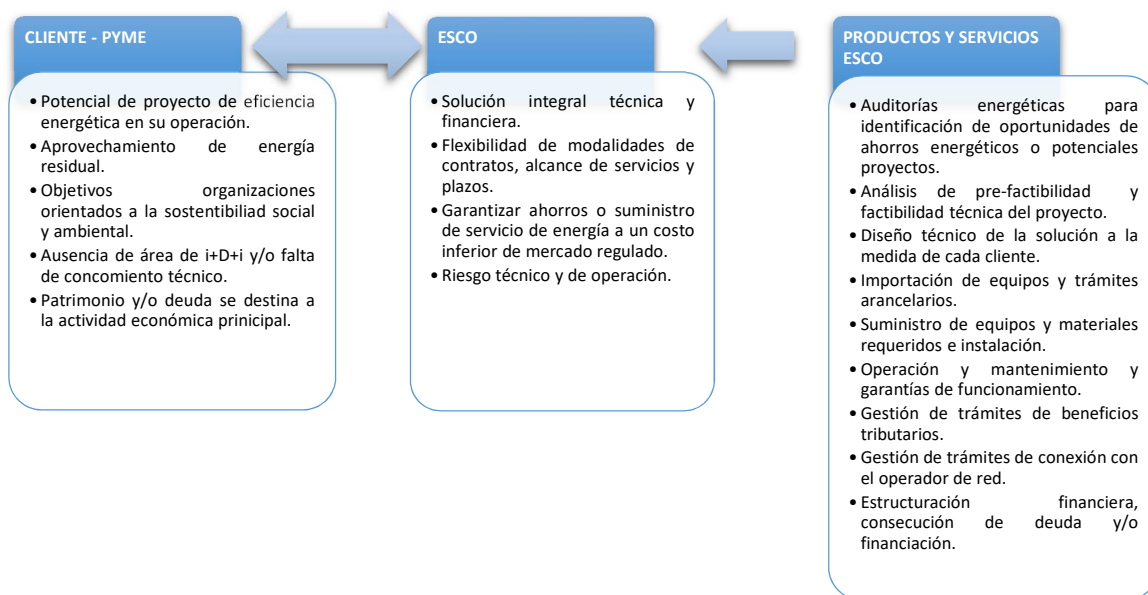 CLIENTE - PYME
• Potencial de proyecto de eficiencia
energética en su operación.
• Aprovechamiento de energía
residual.
• Objetivos organizaciones
orientados a la sostentibiliad social
y ambiental.
• Ausencia de área de i+D+i y/o falta
de concomiento técnico.
• Patrimonio y/o deuda se destina a
la actividad económica prinicipal.
ESCO
• Solución integral técnica y
financiera.
• Flexibilidad de modalidades de
contratos, alcance de servicios y
plazos.
• Garantizar ahorros o suministro
de servicio de energía a un costo
inferior de mercado regulado.
• Riesgo técnico y de operación.
PRODUCTOS Y SERVICIOS
ESCO
• Auditorías energéticas para
identificación de oportunidades de
ahorros energéticos o potenciales
proyectos.
• Análisis de pre-factibilidad y
factibilidad técnica del proyecto.
• Diseño técnico de la solución a la
medida de cada cliente.
• Importación de equipos y trámites
arancelarios.
• Suministro de equipos y materiales
requeridos e instalación.
• Operación y mantenimiento y
garantías de funcionamiento.
• Gestión de trámites de beneficios
tributarios.
• Gestión de trámites de conexión con
el operador de red.
• Estructuración financiera,
consecución de deuda y/o
financiación.